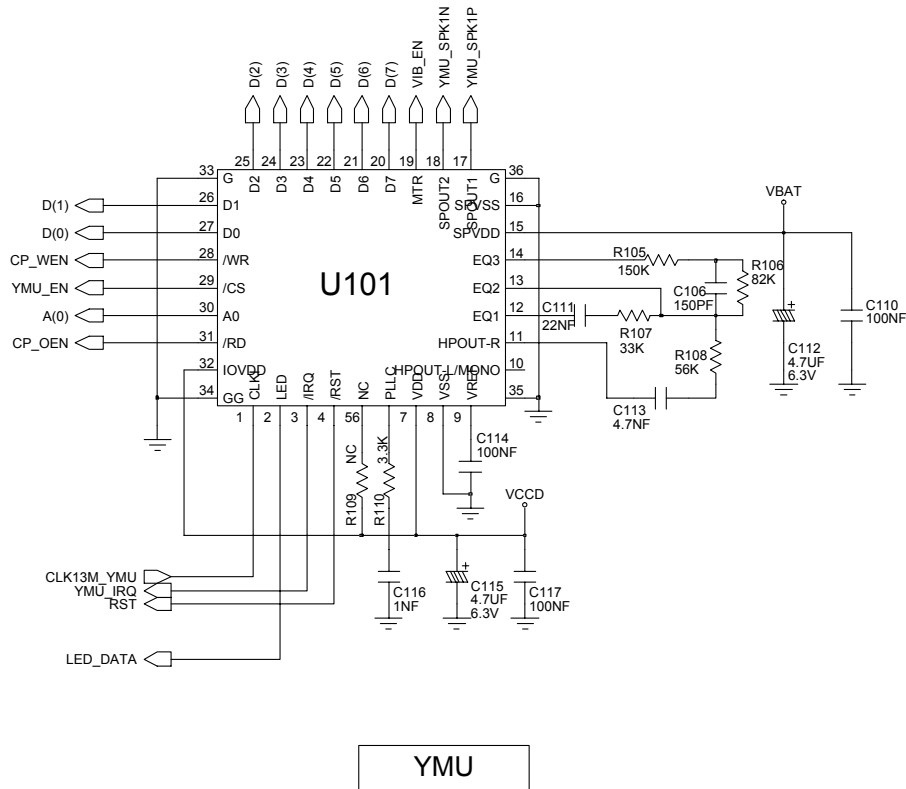 D(2)
D(3)
D(4)
D(5)
D(6)
D(7)
VIB_EN
YMU_SPK1N
YMU_SPK1P
25
24
23
22
21
20
19
18
17
33
G
D2
D3
D4
D5
D6
D7
MTR
SPOUT2
SPOUT1
G
36
D(1)
26
D1
SPVSS
16
VBAT
D(0)
27
D0
SPVDD
15
CP_WEN
28
/WR
EQ3
14
R105
150K
R106
82K
C106
150PF
YMU_EN
29
/CS
U101
EQ2
13
A(0)
30
A0
EQ1
12
C111
22NF
R107
33K
C110
100NF
CP_OEN
31
/RD
HPOUT-R
11
R108
56K
C112
4.7UF
6.3V
32
IOVDD
HPOUT-L/MONO
10
C113
4.7NF
34
GG
CLKI
LED
/IRQ
/RST
NC
PLLC
VDD
VSS
VREF
35
1
2
3
4
56
7
8
9
C114
100NF
NC
R109
3.3K
R110
VCCD
CLK13M_YMU
YMU_IRQ
RST
C116
1NF
C115
4.7UF
6.3V
C117
100NF
LED_DATA
YMU